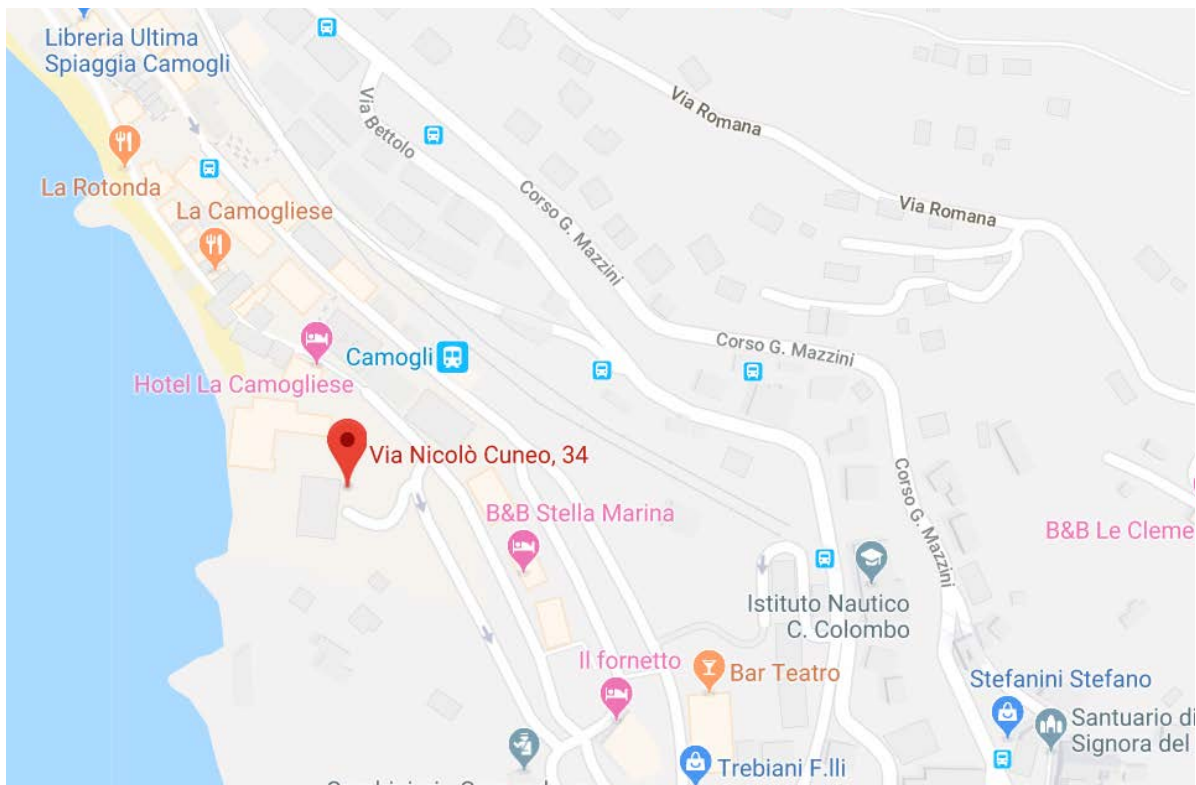 Libreria Ultima
Spiaggia Camogli
La Rotonda
La Camogliese
Via Bettolo
Via Romana
Via Romana
Corso G. Mazzini
Corso G. Mazzini
Camogli
Hotel La Camogliese
Via Nicolò Cuneo, 34
B&B Stella Marina
Corso G. Mazzini
B&B Le Cleme
Istituto Nautico
C. Colombo
Il fornetto
Bar Teatro
Stefanini Stefano
Santuario di
Signora del
Trebiani F.lli